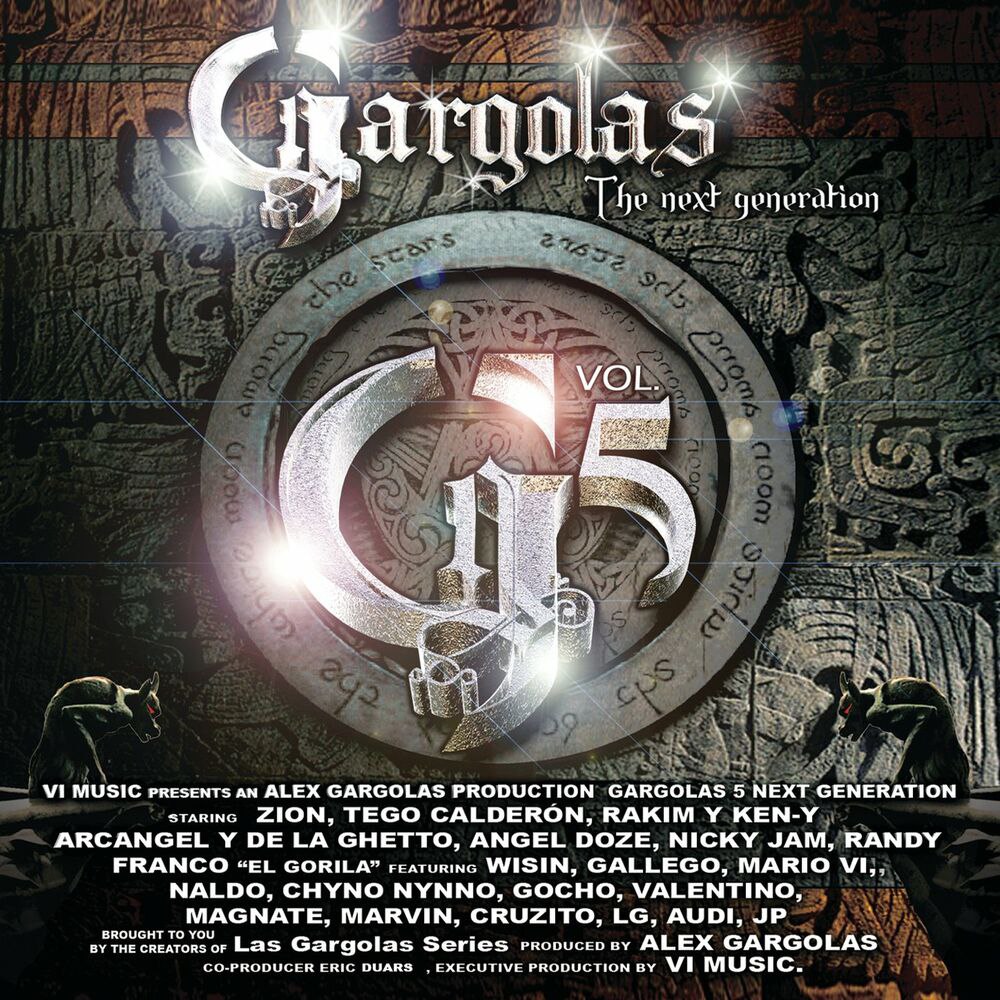 Gargolas
The next generation
the stars
among
moon
VOL.
G5
VI MUSIC PRESENTS AN ALEX GARGOLAS PRODUCTION GARGOLAS 5 NEXT GENERATION
STARING ZION, TEGO CALDERÓN, RAKIM Y KEN-Y
ARCANGEL Y DE LA GHETTO, ANGEL DOZE, NICKY JAM, RANDY
FRANCO “EL GORILA” FEATURING WISIN, GALLEGO, MARIO VI,,
NALDO, CHYNO NYNNO, GOCHO, VALENTINO,
MAGNATE, MARVIN, CRUZITO, LG, AUDI, JP
BROUGHT TO YOU
BY THE CREATORS OF Las Gargolas Series PRODUCED BY ALEX GARGOLAS
CO-PRODUCER ERIC DUARS , EXECUTIVE PRODUCTION BY VI MUSIC.